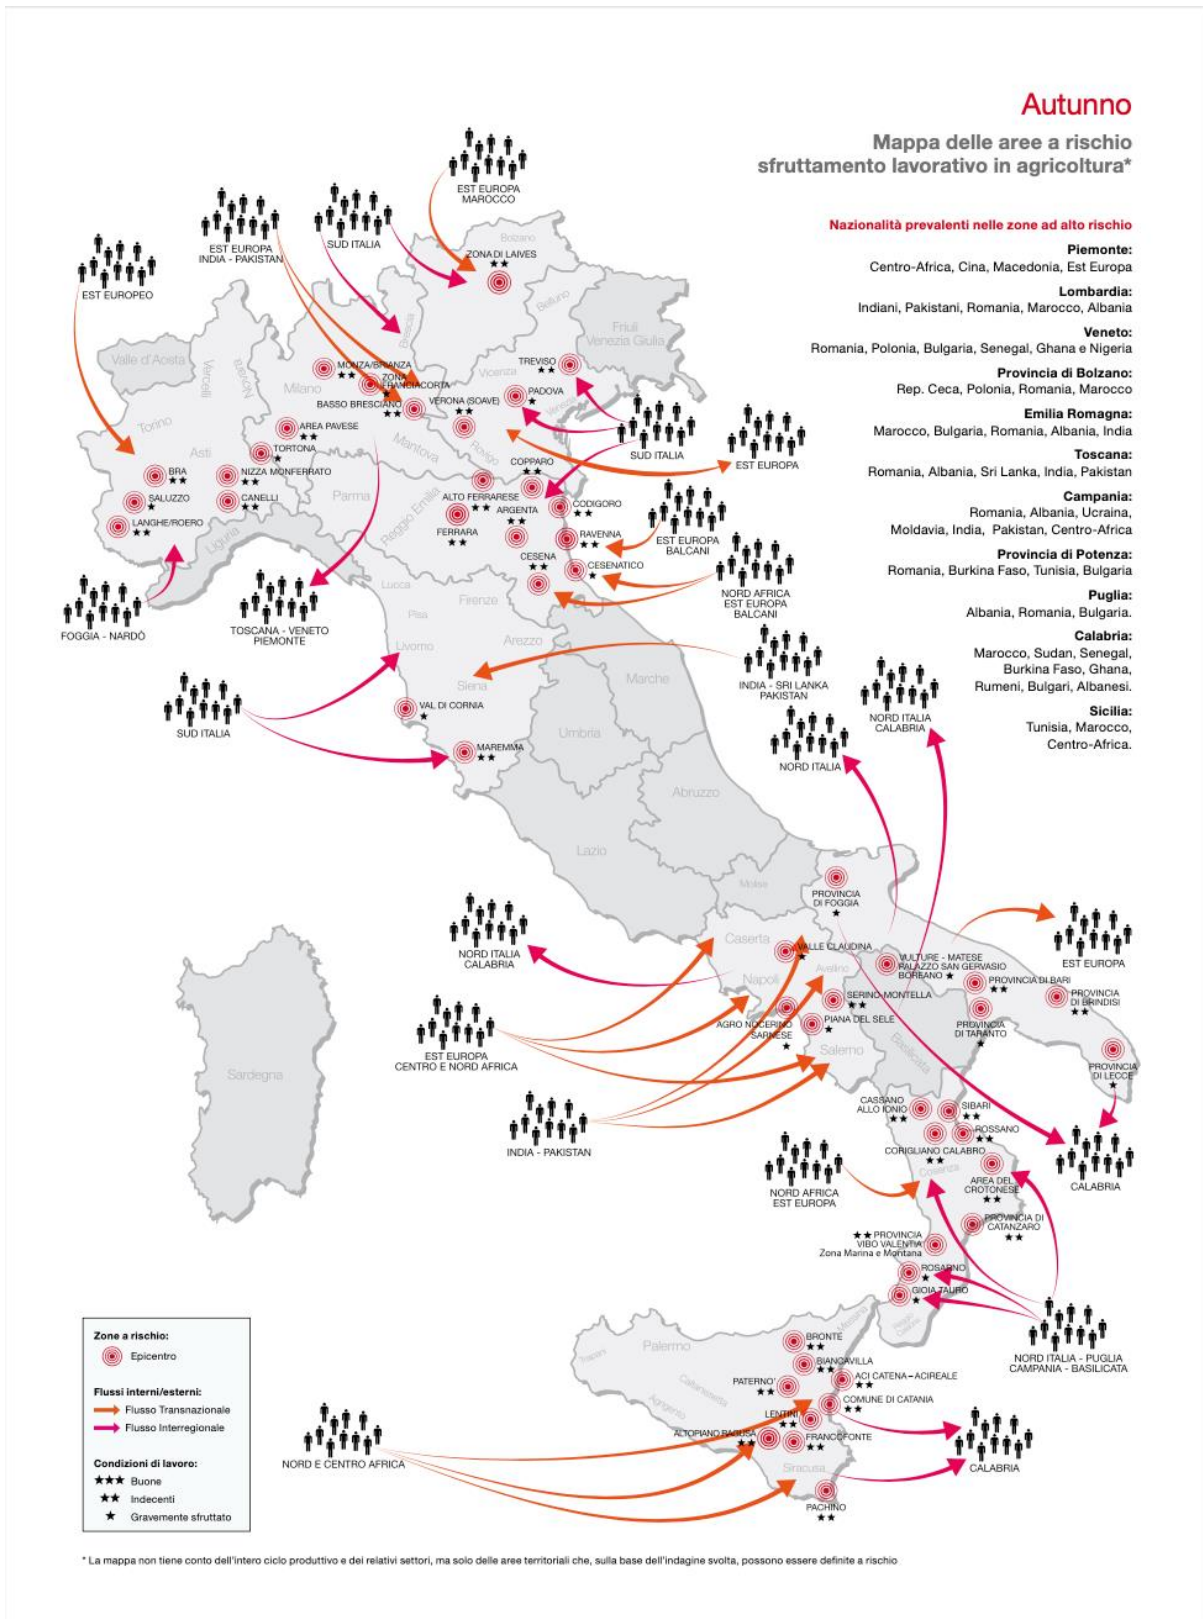 Autunno
Mappa delle aree a rischio
sfruttamento lavorativo in agricoltura*
Nazionalità prevalenti nelle zone ad alto rischio
Piemonte:
Centro-Africa, Cina, Macedonia, Est Europa
Lombardia:
Indiani, Pakistani, Romania, Marocco, Albania
Veneto:
Romania, Polonia, Bulgaria, Senegal, Ghana e Nigeria
Provincia di Bolzano:
Rep. Ceca, Polonia, Romania, Marocco
Emilia Romagna:
Marocco, Bulgaria, Romania, Albania, India
Toscana:
Romania, Albania, Sri Lanka, India, Pakistan
Campania:
Romania, Albania, Ucraina,
Moldavia, India, Pakistan, Centro-Africa
Provincia di Potenza:
Romania, Burkina Faso, Tunisia, Bulgaria
Puglia:
Albania, Romania, Bulgaria.
Calabria:
Marocco, Sudan, Senegal,
Burkina Faso, Ghana,
Rumeni, Bulgari, Albanesi.
Sicilia:
Tunisia, Marocco,
Centro-Africa.
EST EUROPA
MAROCCO
EST EUROPA
INDIA - PAKISTAN
SUD ITALIA
EST EUROPEO
Bolzano
ZONA DI LAIVES
★★
Belluno
Friuli
Venezia Giulia
Brescia
Valle d'Aosta
Vercelli
Novara
Milano
MONZA/BRIANZA
★★
ZONA
FRANCIACORTA
★
BASSO BRESCIANO
★★
Vicenza
TREVISO
★★
PADOVA
★
Venezia
VERONA (SOAVE)
★★
Torino
Asti
AREA PAVESE
★★
TORTONA
★
Mantova
Rovigo
SUD ITALIA
EST EUROPA
BRA
★★
NIZZA MONFERRATO
★★
SALUZZO
★
CANELLI
★★
LANGHE/ROERO
★★
Liguria
Parma
Reggio Emilia
COPPARO
★★
ALTO FERRARESE
★★
ARGENTA
★★
CODIGORO
★★
FERRARA
★★
RAVENNA
★★
EST EUROPA
BALCANI
CESENA
★★
CESENATICO
★
NORD AFRICA
EST EUROPA
BALCANI
FOGGIA - NARDÒ
TOSCANA - VENETO
PIEMONTE
Lucca
Pisa
Firenze
Livorno
Arezzo
Siena
Marche
Umbria
INDIA - SRI LANKA
PAKISTAN
SUD ITALIA
VAL DI CORNIA
★
MAREMMA
★★
NORD ITALIA
CALABRIA
NORD ITALIA
Abruzzo
Lazio
Molise
PROVINCIA
DI FOGGIA
★
NORD ITALIA
CALABRIA
Caserta
VALLE CLAUDINA
★
Napoli
Avellino
VULTURE - MATESE
PALAZZO SAN GERVASIO
BOREANO ★
EST EUROPA
PROVINCIA DI BARI
★★
PROVINCIA
DI BRINDISI
★★
SERINO-MONTELLA
★★
AGRO NOCERINO
SARNESE
★
PIANA DEL SELE
★
PROVINCIA
DI TARANTO
★
Salerno
Basilicata
PROVINCIA
DI LECCE
★
EST EUROPA
CENTRO E NORD AFRICA
INDIA - PAKISTAN
Sardegna
CASSANO
ALLO IONIO
★★
SIBARI
★★
ROSSANO
★★
CORIGLIANO CALABRO
★★
Cosenza
AREA DEL
CROTONESE
★★
CALABRIA
NORD AFRICA
EST EUROPA
PROVINCIA DI
CATANZARO
★★
★★ PROVINCIA
VIBO VALENTIA
Zona Marina e Montana
ROSARNO
★
GIOIA TAURO
★
Reggio
Calabria
NORD ITALIA - PUGLIA
CAMPANIA - BASILICATA
Messina
Palermo
Trapani
Caltanissetta
Agrigento
BRONTE
★★
BIANCAVILLA
★★
PATERNO'
★★
ACI CATENA – ACIREALE
★★
COMUNE DI CATANIA
★★
LENTINI
★★
ALTOPIANO RAGUSA
★★
FRANCOFONTE
★★
Siracusa
PACHINO
★★
CALABRIA
NORD E CENTRO AFRICA
Zone a rischio:
Epicentro
Flussi interni/esterni:
Flusso Transnazionale
Flusso Interregionale
Condizioni di lavoro:
★★★ Buone
★★ Indecenti
★ Gravemente sfruttato
* La mappa non tiene conto dell'intero ciclo produttivo e dei relativi settori, ma solo delle aree territoriali che, sulla base dell'indagine svolta, possono essere definite a rischio